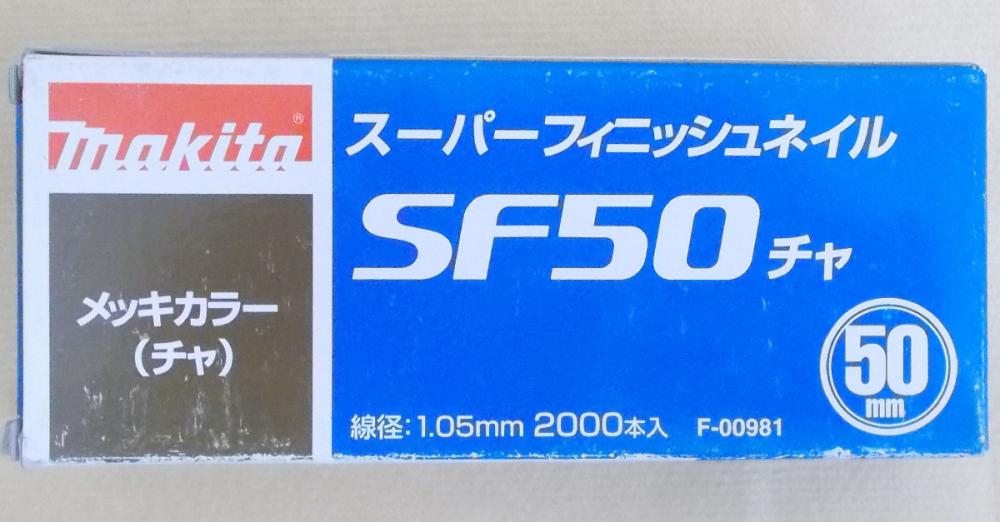 makita®
メッキカラー
（チャ）
スーパーフィニッシュネイル
SF50 チャ
50
mm
線径：1.05mm 2000本入 F-00981